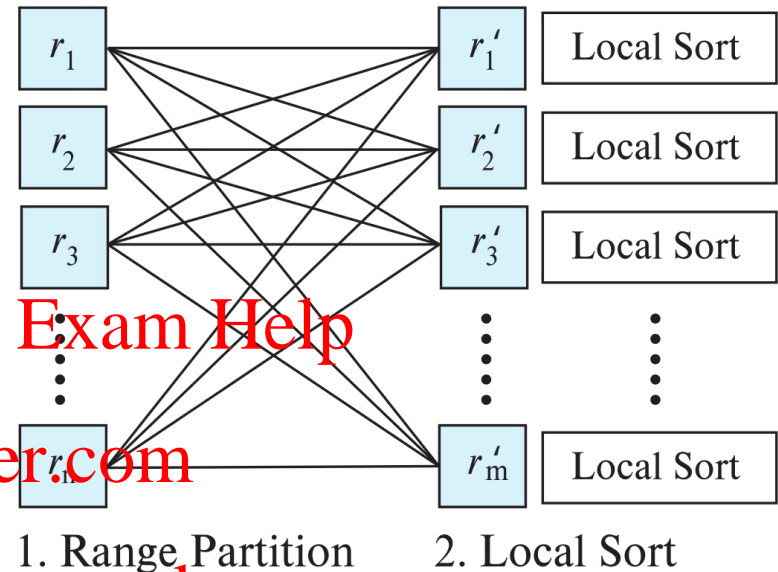 r₁ r₁′ Local Sort
r₂ r₂′ Local Sort
r₃ r₃′ Local Sort
Exam Help
er.com
rₙ r′ₘ Local Sort
1. Range Partition 2. Local Sort